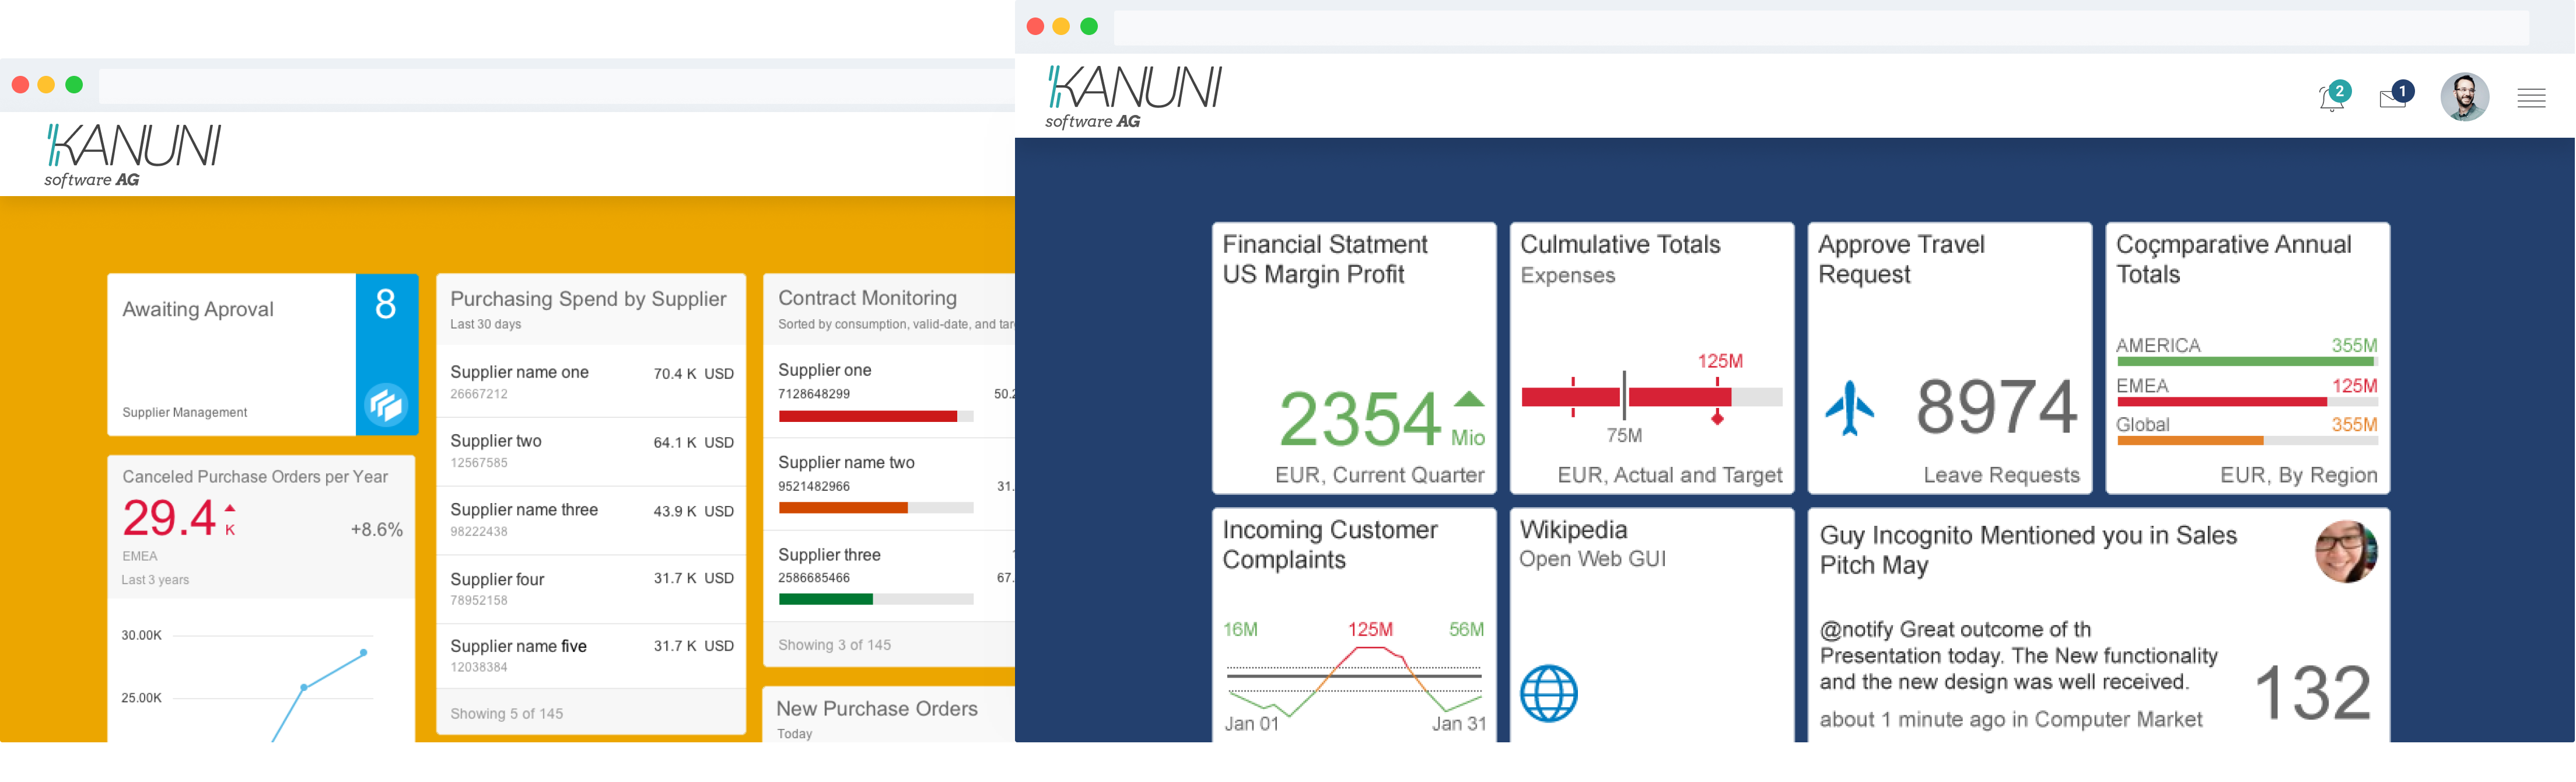 KANUNI
software AG
Awaiting Aproval
8
Supplier Management
Canceled Purchase Orders per Year
29.4
K
+8.6%
EMEA
Last 3 years
30.00K
25.00K
Purchasing Spend by Supplier
Last 30 days
Supplier name one
70.4 K USD
26667212
Supplier two
64.1 K USD
12567585
Supplier name three
43.9 K USD
98222438
Supplier four
31.7 K USD
78952158
Supplier name five
31.7 K USD
12038384
Showing 5 of 145
Contract Monitoring
Sorted by consumption, valid-date, and tar
Supplier one
7128648299
50.2
Supplier name two
9521482966
31.
Supplier three
2586685466
67.
Showing 3 of 145
New Purchase Orders
Today
KANUNI
software AG
2
1
Financial Statment
US Margin Profit
2354
Mio
EUR, Current Quarter
Culmulative Totals
Expenses
125M
75M
EUR, Actual and Target
Approve Travel
Request
8974
Leave Requests
Coçmparative Annual
Totals
AMERICA 355M
EMEA 125M
Global 355M
EUR, By Region
Incoming Customer
Complaints
16M 125M 56M
Jan 01 Jan 31
Wikipedia
Open Web GUI
Guy Incognito Mentioned you in Sales
Pitch May
@notify Great outcome of th
Presentation today. The New functionality
and the new design was well received.
132
about 1 minute ago in Computer Market